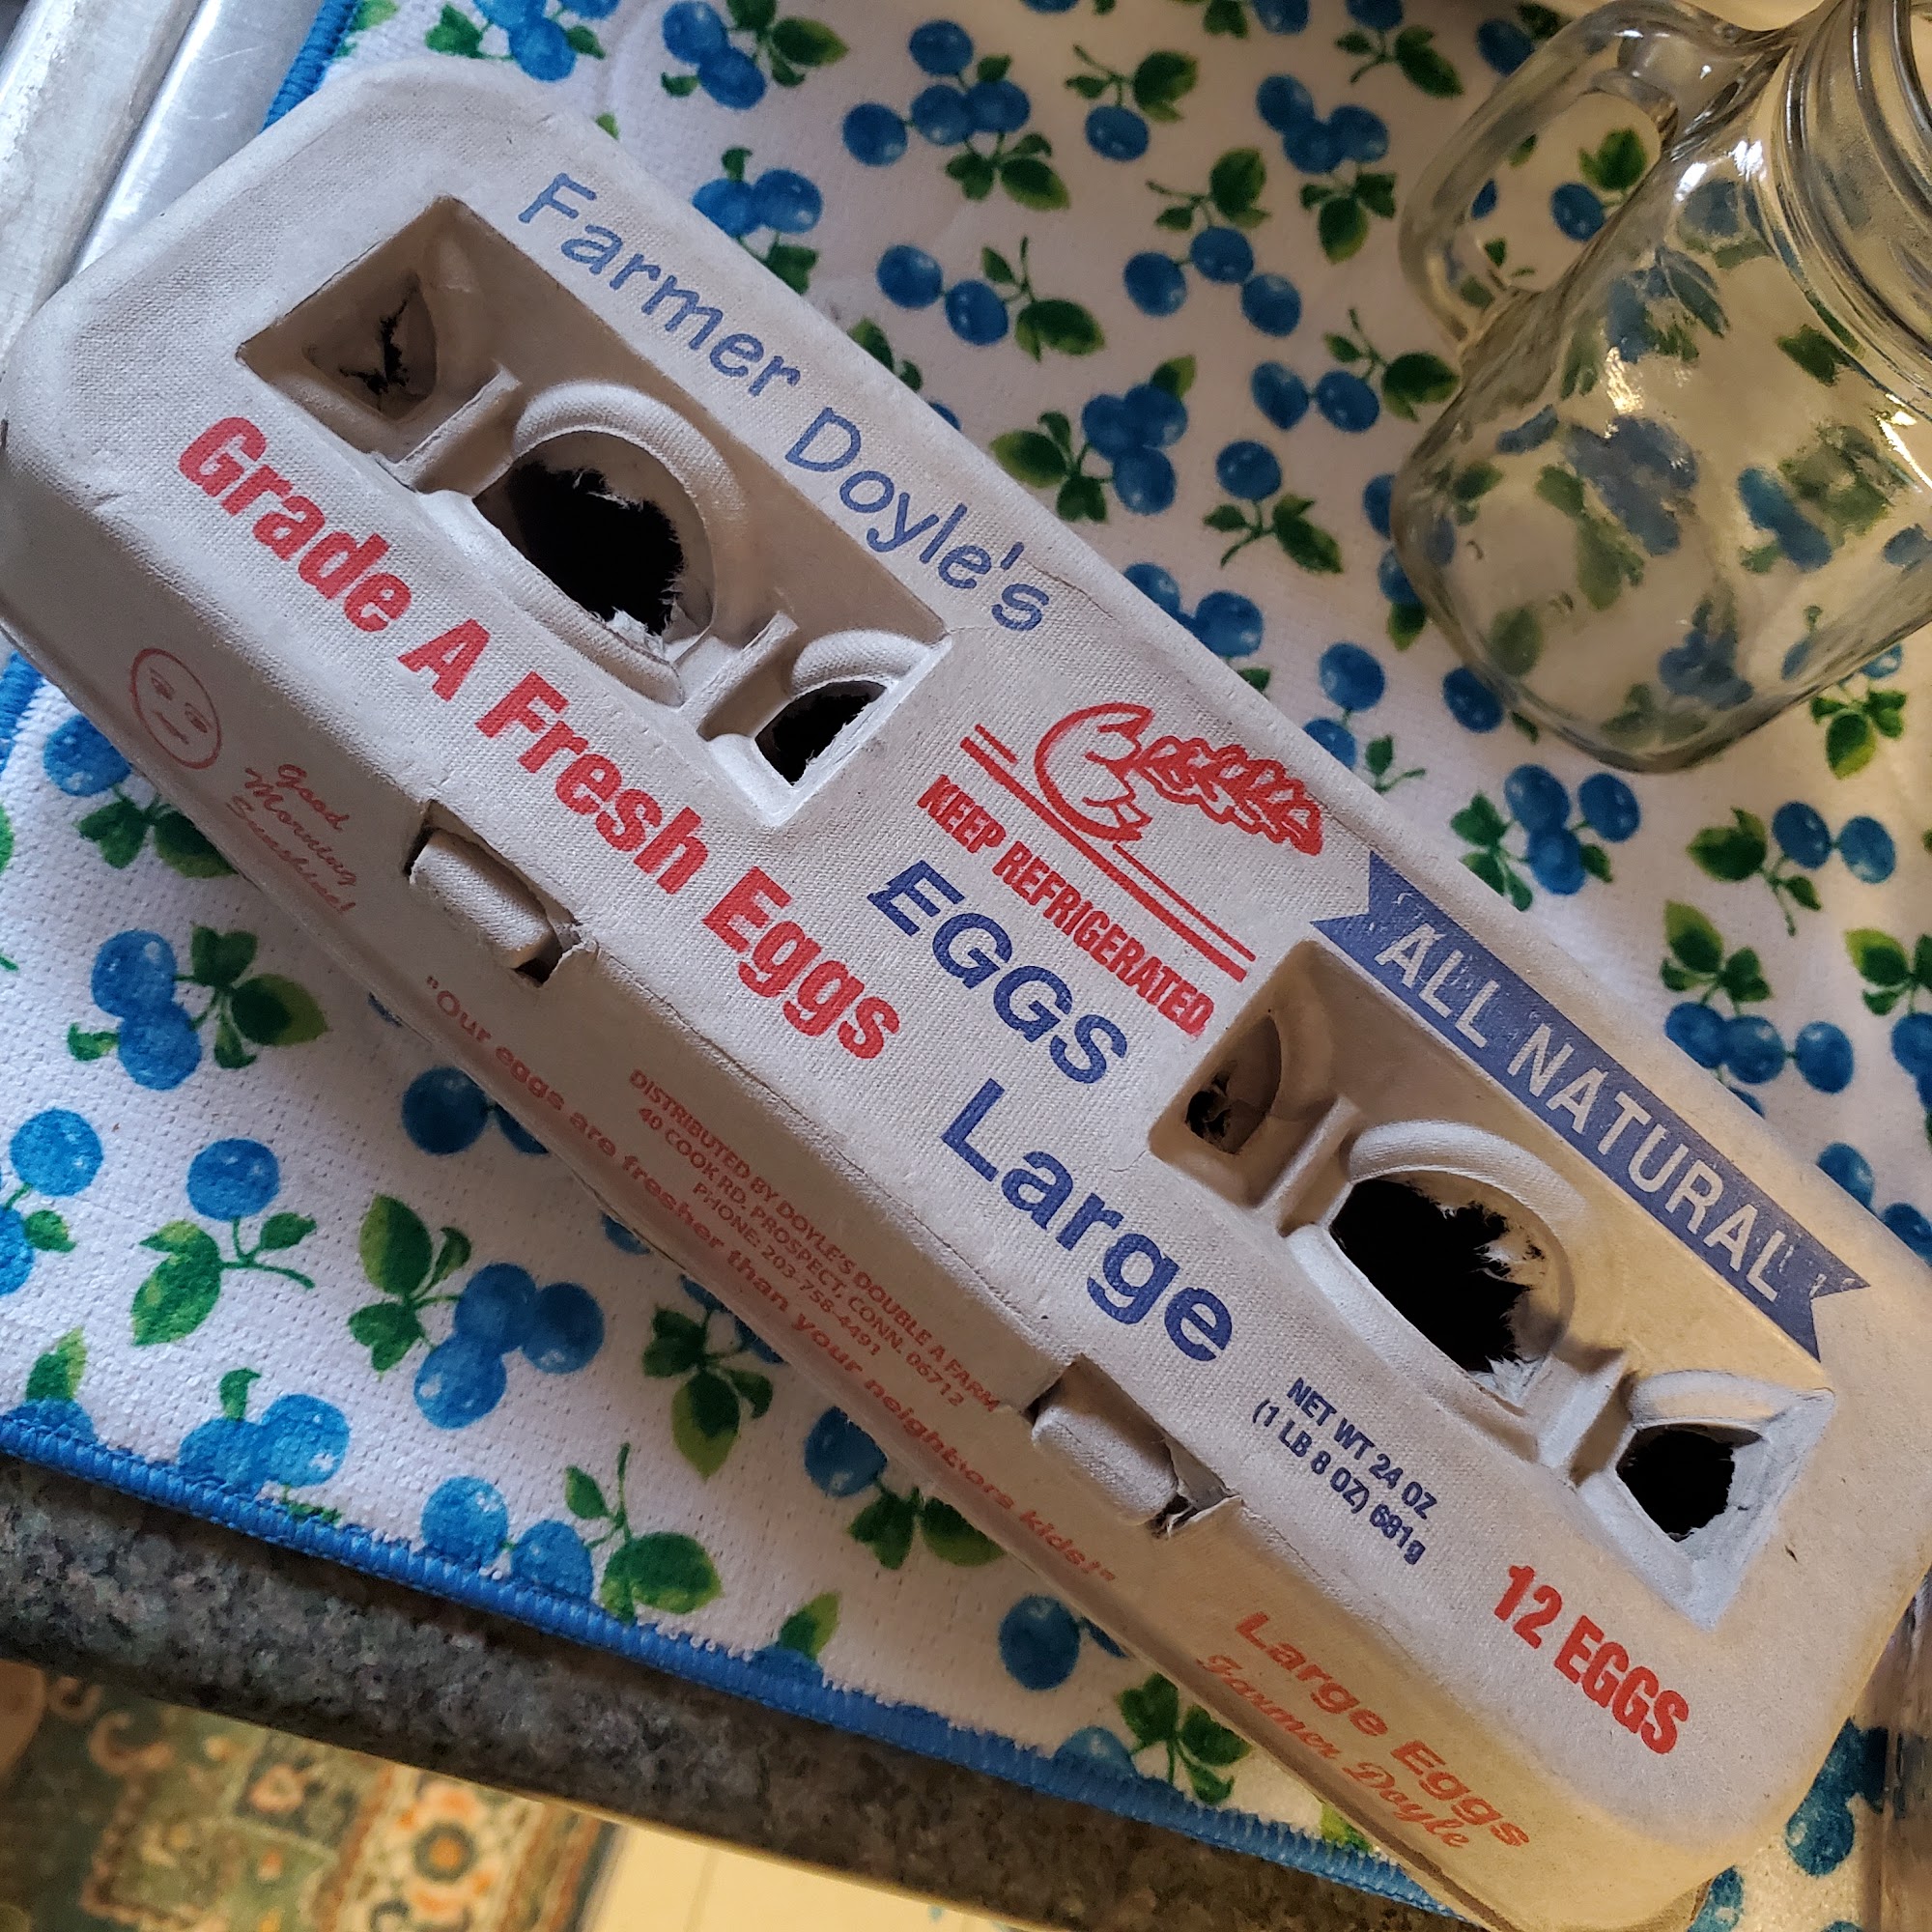 Farmer Doyle's
Grade A Fresh Eggs
KEEP REFRIGERATED
EGGS
Large
ALL NATURAL
NET WT 24 OZ
(1 LB 8 OZ) 681g
12 EGGS
Good
Morning
Sunshine!
"Our eggs are fresher than your neighbors kids!"
DISTRIBUTED BY DOYLE'S DOUBLE A FARM
40 COOK RD, PROSPECT, CONN. 06712
PHONE: 203-758-4491
Large Eggs
Farmer Doyle